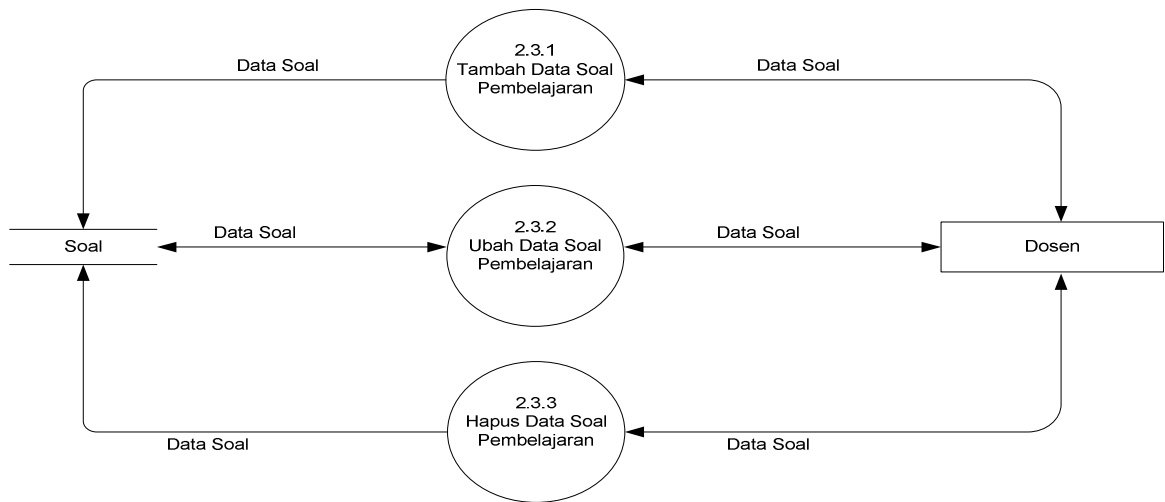 2.3.1
Tambah Data Soal
Pembelajaran
Data Soal
Data Soal
2.3.2
Ubah Data Soal
Pembelajaran
Data Soal
Data Soal
Soal
Dosen
2.3.3
Hapus Data Soal
Pembelajaran
Data Soal
Data Soal